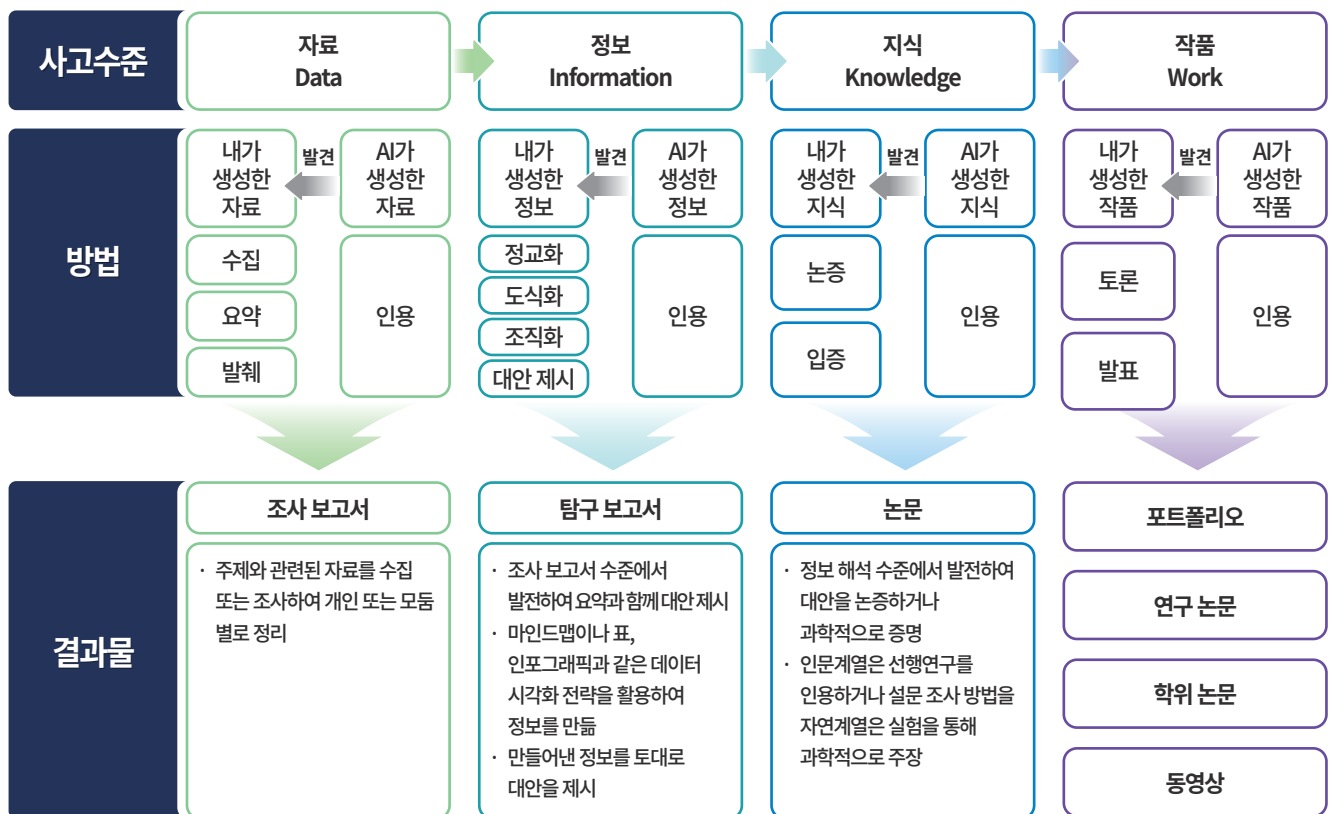 사고수준
자료
Data
정보
Information
지식
Knowledge
작품
Work
방법
내가
생성한
자료
발견
AI가
생성한
자료
수집
요약
발췌
인용
내가
생성한
정보
발견
AI가
생성한
정보
정교화
도식화
조직화
대안 제시
인용
내가
생성한
지식
발견
AI가
생성한
지식
논증
입증
인용
내가
생성한
작품
발견
AI가
생성한
작품
토론
발표
인용
결과물
조사 보고서
· 주제와 관련된 자료를 수집
또는 조사하여 개인 또는 모둠
별로 정리
탐구 보고서
· 조사 보고서 수준에서
발전하여 요약과 함께 대안 제시
· 마인드맵이나 표,
인포그래픽과 같은 데이터
시각화 전략을 활용하여
정보를 만듦
· 만들어낸 정보를 토대로
대안을 제시
논문
· 정보 해석 수준에서 발전하여
대안을 논증하거나
과학적으로 증명
· 인문계열은 선행연구를
인용하거나 설문 조사 방법을
자연계열은 실험을 통해
과학적으로 주장
포트폴리오
연구 논문
학위 논문
동영상